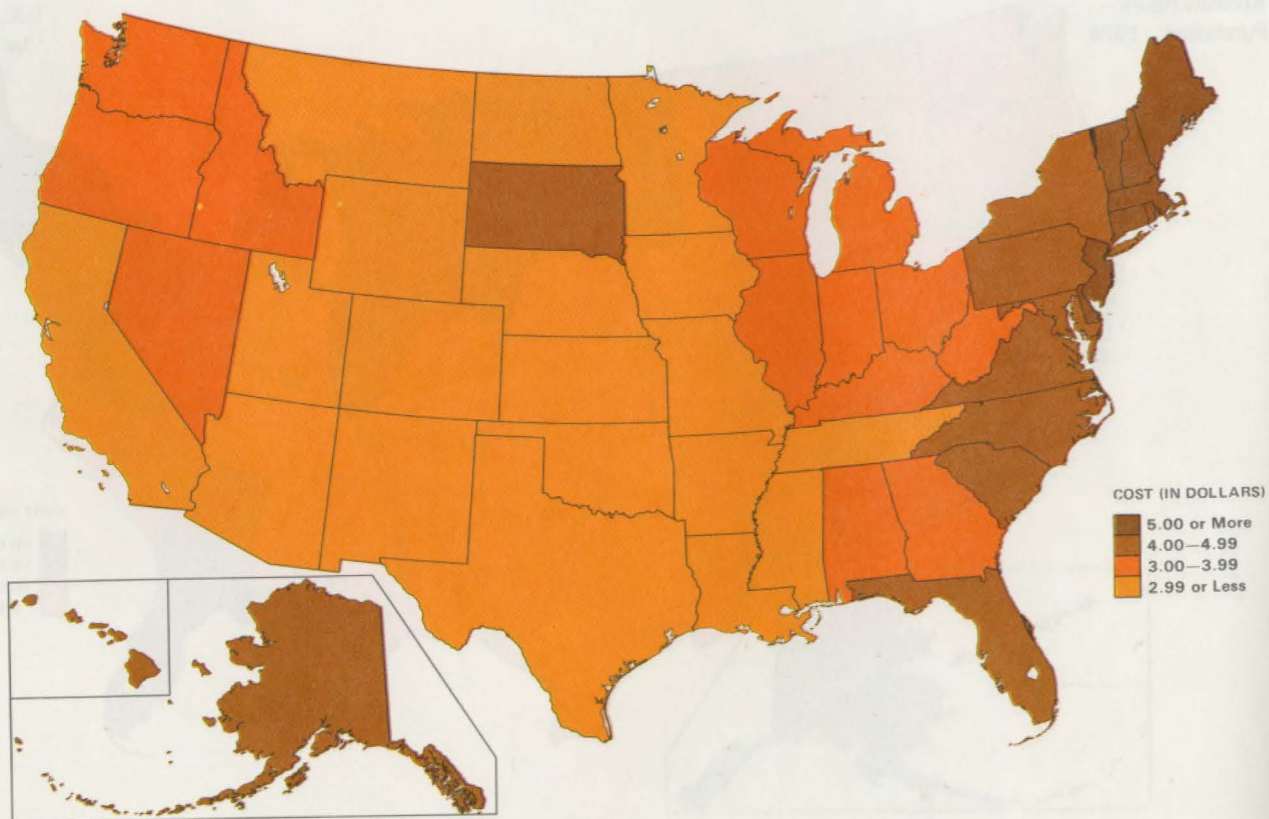 COST (IN DOLLARS)
5.00 or More
4.00—4.99
3.00—3.99
2.99 or Less